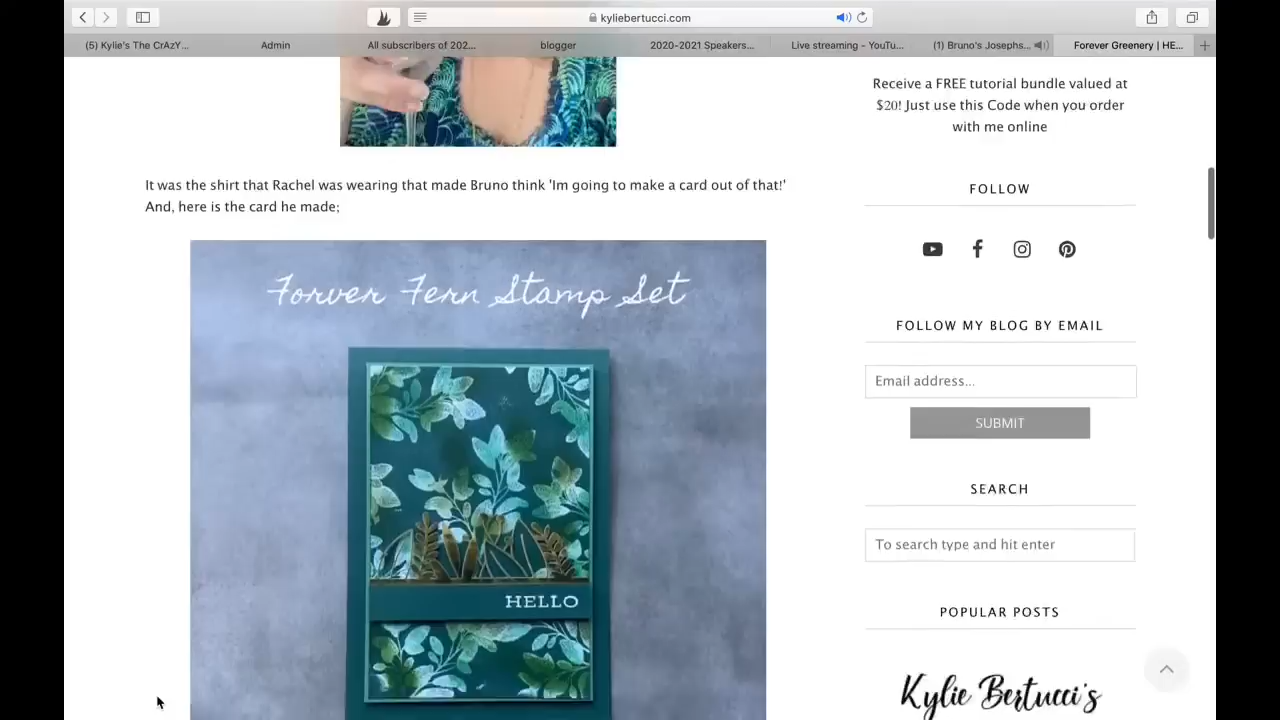 kyliebertucci.com
(5) Kylie's The CrAzY...
Admin
All subscribers of 202...
blogger
2020-2021 Speakers...
Live streaming - YouTu...
(1) Bruno's Josephs...
Forever Greenery | HE...
It was the shirt that Rachel was wearing that made Bruno think 'Im going to make a card out of that!'
And, here is the card he made;
Forver Fern Stamp Set
HELLO
Receive a FREE tutorial bundle valued at
$20! Just use this Code when you order
with me online
FOLLOW
FOLLOW MY BLOG BY EMAIL
Email address...
SUBMIT
SEARCH
To search type and hit enter
POPULAR POSTS
Kylie Bertucci's